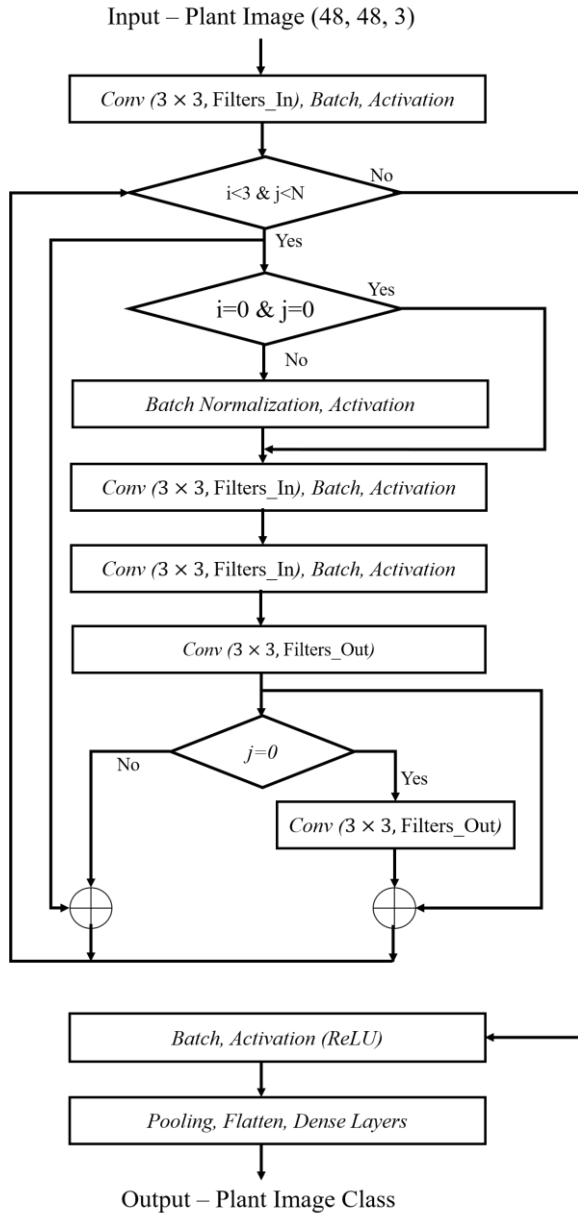 Input – Plant Image (48, 48, 3)
Conv (3 × 3, Filters_In), Batch, Activation
No
i<3 & j<N
Yes
Yes
i=0 & j=0
No
Batch Normalization, Activation
Conv (3 × 3, Filters_In), Batch, Activation
Conv (3 × 3, Filters_In), Batch, Activation
Conv (3 × 3, Filters_Out)
j=0
No
Yes
Conv (3 × 3, Filters_Out)
Batch, Activation (ReLU)
Pooling, Flatten, Dense Layers
Output – Plant Image Class